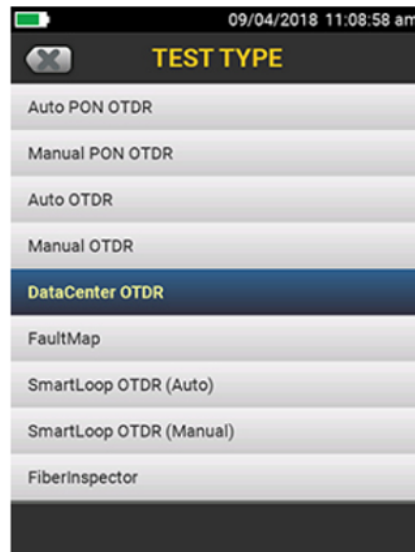 09/04/2018 11:08:58 am
TEST TYPE
Auto PON OTDR
Manual PON OTDR
Auto OTDR
Manual OTDR
DataCenter OTDR
FaultMap
SmartLoop OTDR (Auto)
SmartLoop OTDR (Manual)
FiberInspector